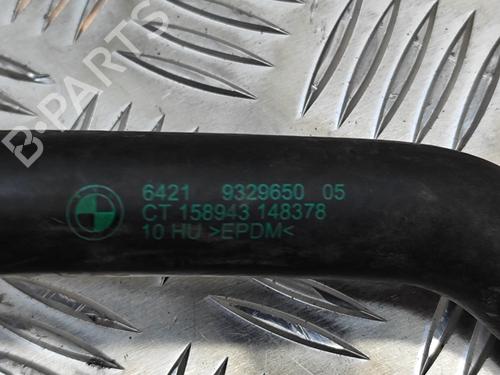 B-PARTS
6421 9329650 05
CT 158943 148378
10 HU >EPDM<